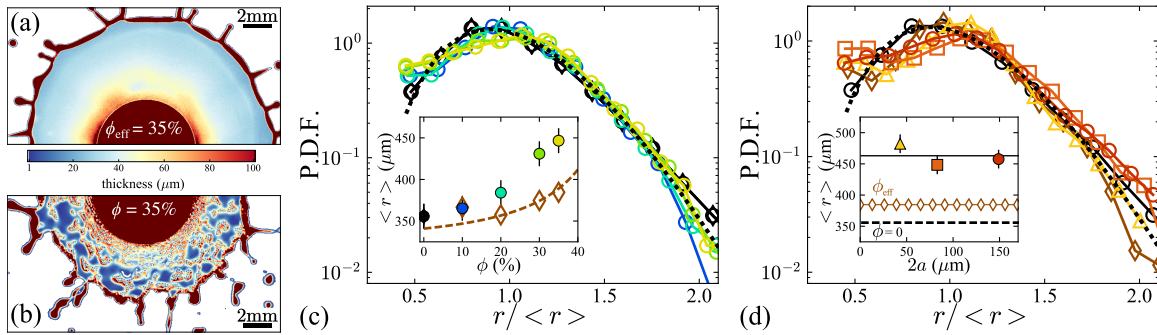 (a)
2mm
ϕeff = 35%
1 20 40 60 80 100
thickness (μm)
ϕ = 35%
(b)
2mm
10⁰
10⁻¹
10⁻²
P.D.F.
450
400
350
< r > (μm)
0 10 20 30 40
ϕ (%)
0.5 1.0 1.5 2.0
r/ < r >
(c)
10⁰
10⁻¹
10⁻²
P.D.F.
500
450
400
350
< r > (μm)
ϕeff
ϕ = 0
0 50 100 150
2a (μm)
0.5 1.0 1.5 2.0
r/ < r >
(d)